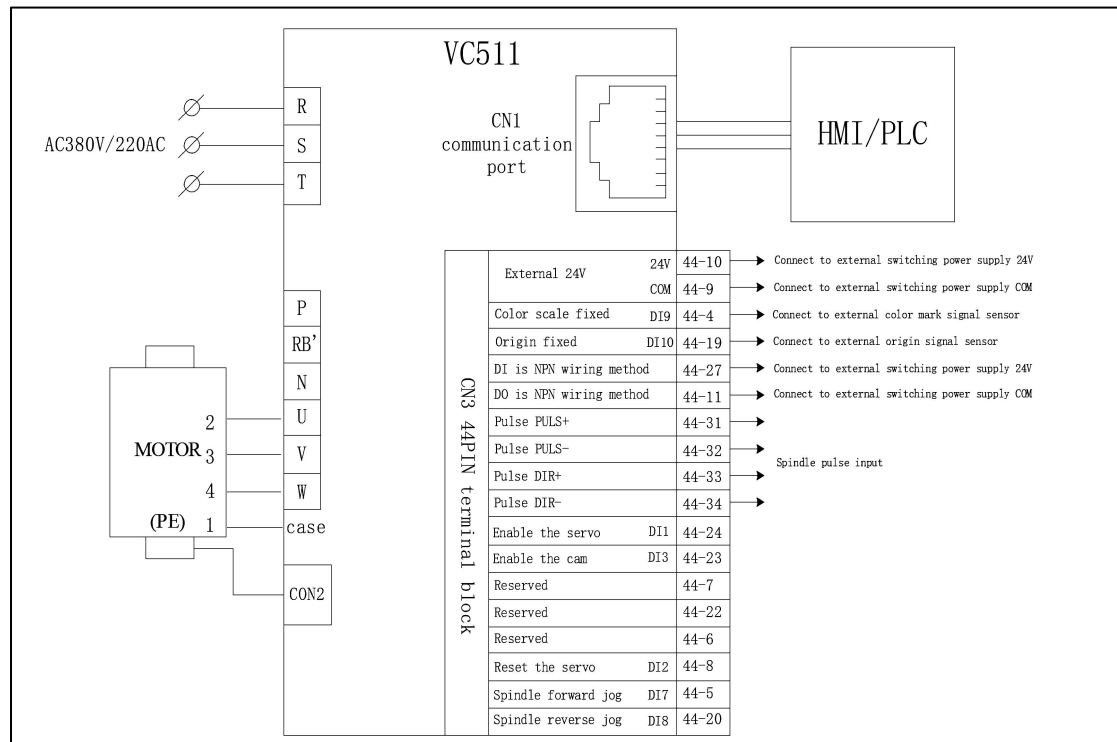 VC511
R
S
T
AC380V/220AC
CN1
communication
port
HMI/PLC
P
RB'
N
U
V
W
case
CON2
2
MOTOR 3
4
(PE) 1
CN3 44PIN terminal block
External 24V 24V 44-10 Connect to external switching power supply 24V
COM 44-9 Connect to external switching power supply COM
Color scale fixed DI9 44-4 Connect to external color mark signal sensor
Origin fixed DI10 44-19 Connect to external origin signal sensor
DI is NPN wiring method 44-27 Connect to external switching power supply 24V
DO is NPN wiring method 44-11 Connect to external switching power supply COM
Pulse PULS+ 44-31
Pulse PULS- 44-32
Spindle pulse input
Pulse DIR+ 44-33
Pulse DIR- 44-34
Enable the servo DI1 44-24
Enable the cam DI3 44-23
Reserved 44-7
Reserved 44-22
Reserved 44-6
Reset the servo DI2 44-8
Spindle forward jog DI7 44-5
Spindle reverse jog DI8 44-20